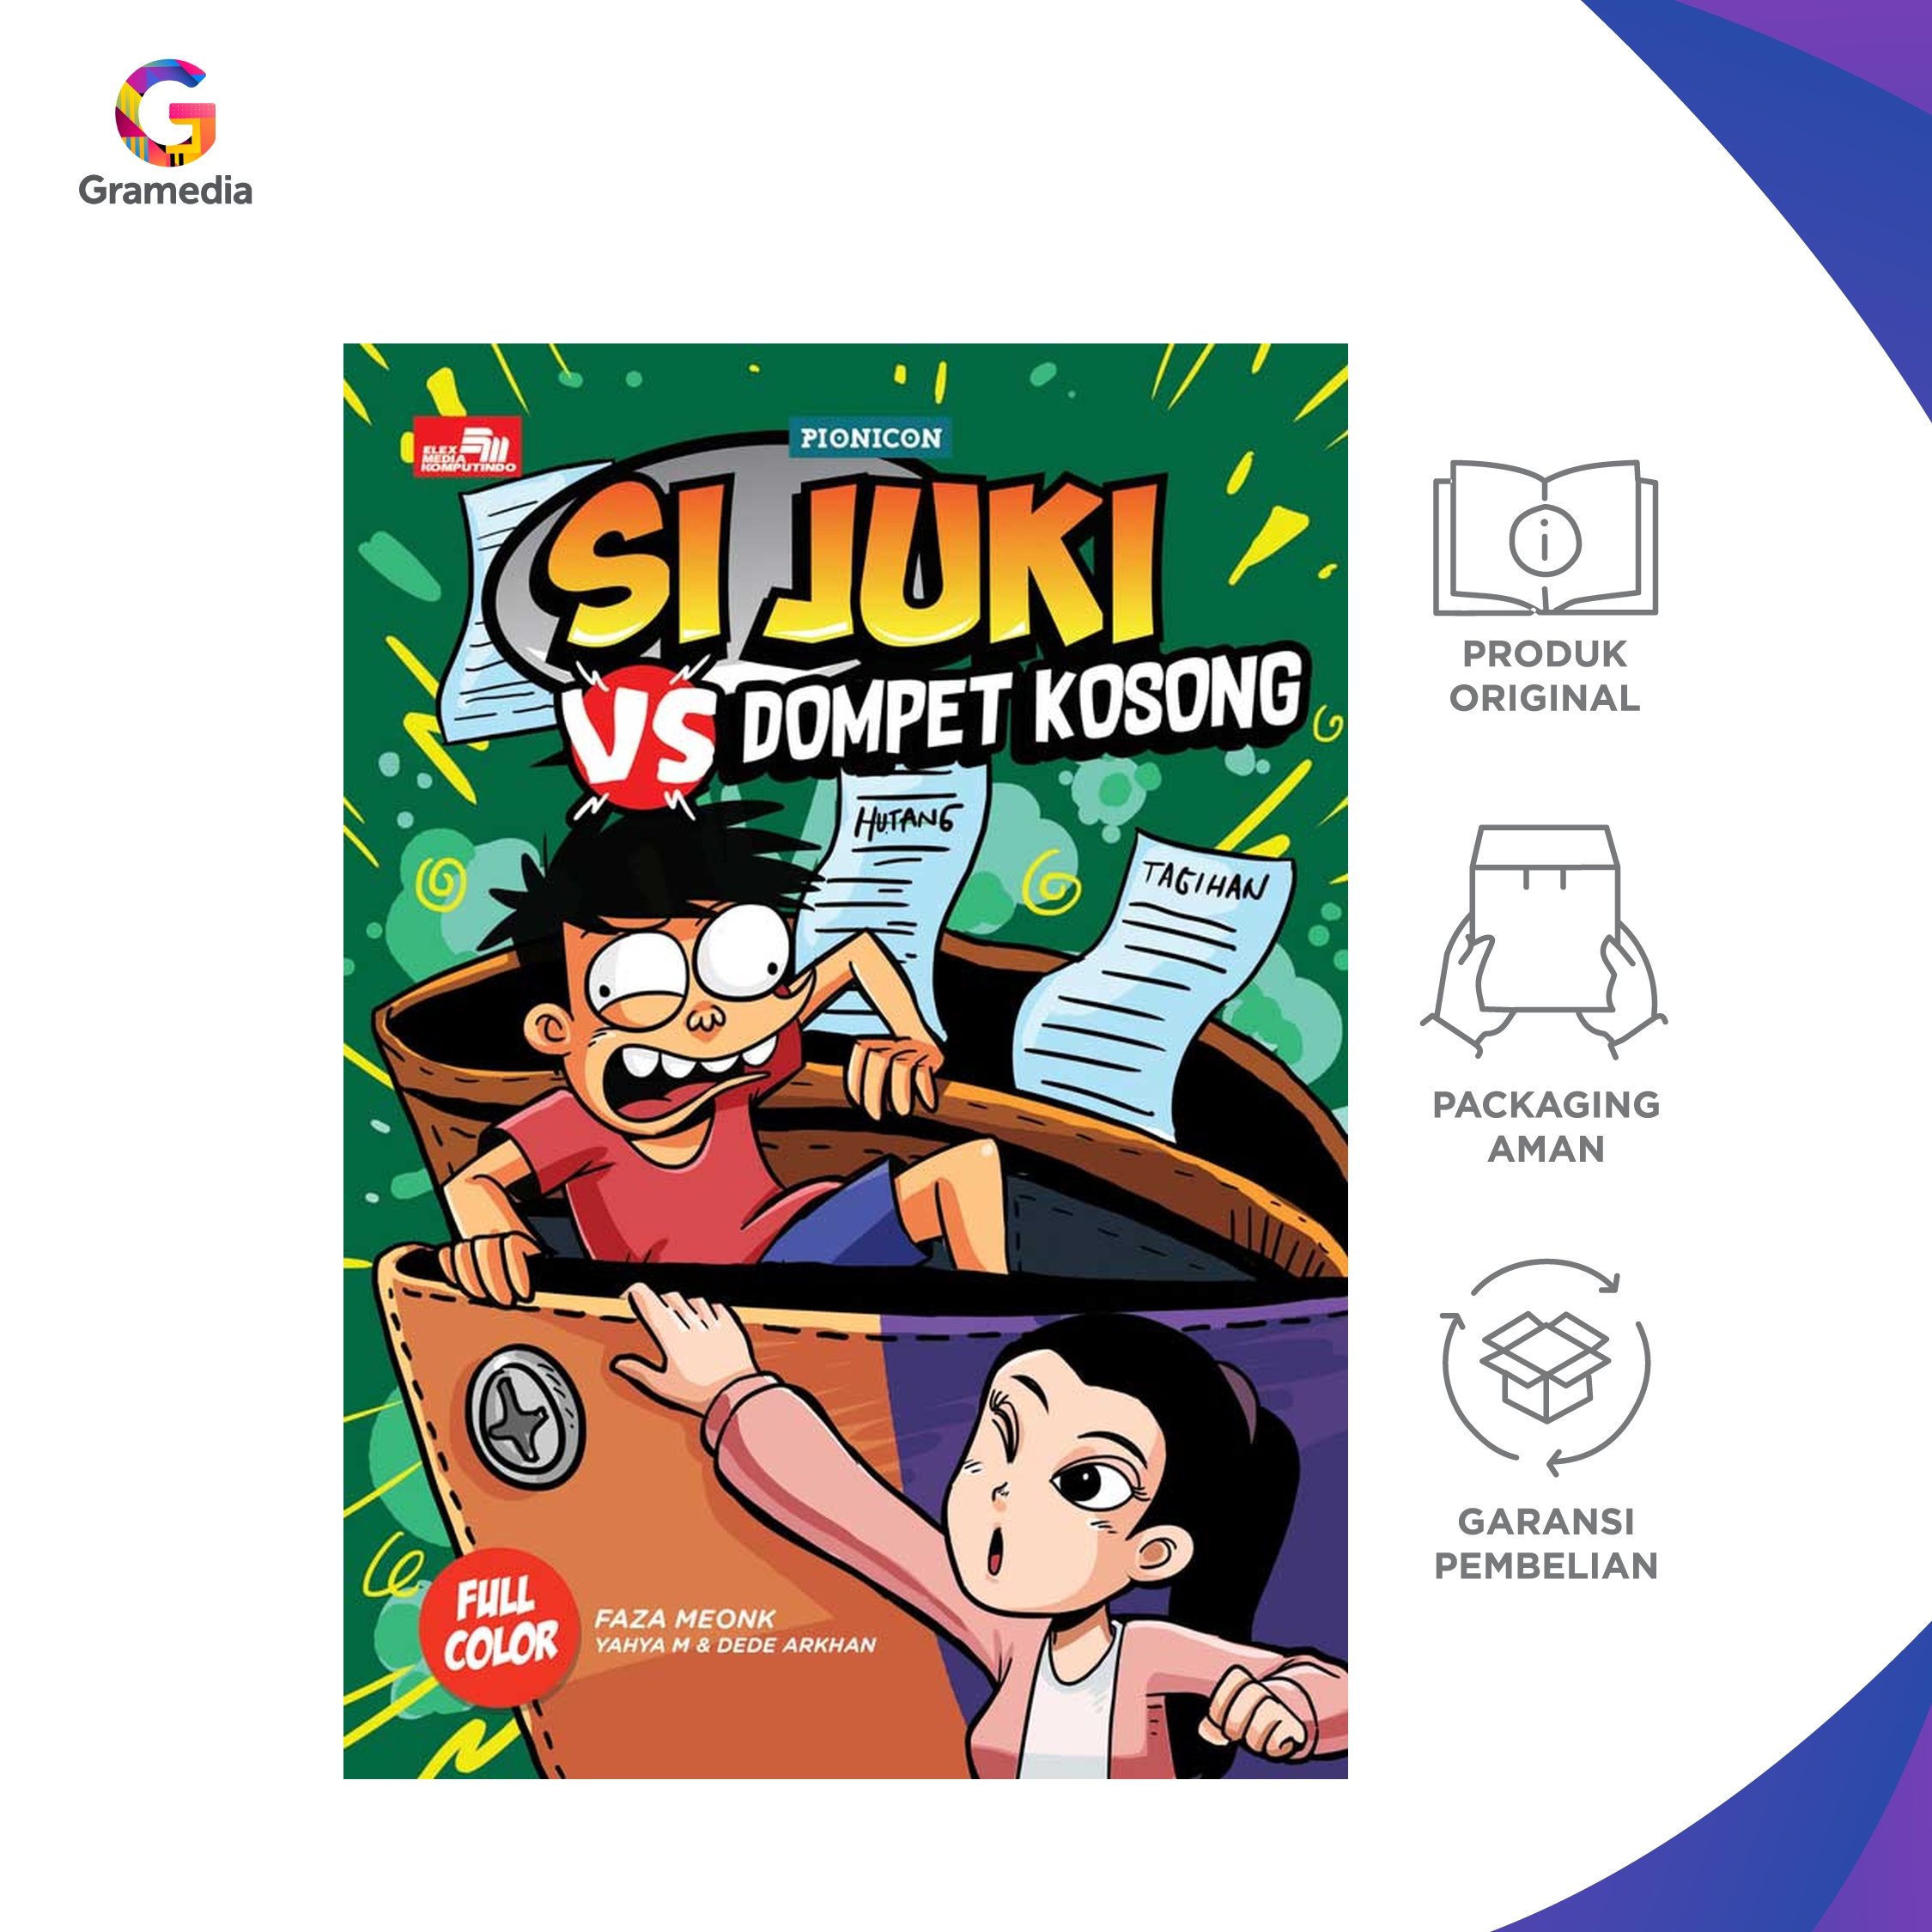 Gramedia
ELEX
MEDIA
KOMPUTINDO
PIONICON
SI JUKI
VS DOMPET KOSONG
HUTANG
TAGIHAN
FULL
COLOR
FAZA MEONK
YAHYA M & DEDE ARKHAN
PRODUK
ORIGINAL
PACKAGING
AMAN
GARANSI
PEMBELIAN